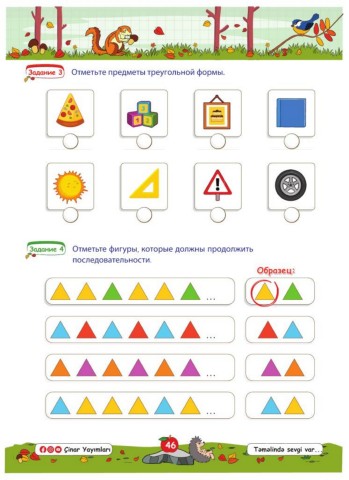 Задание 3
Отметьте предметы треугольной формы.
Задание 4
Отметьте фигуры, которые должны продолжить
последовательности.
Образец:
...
...
...
...
Çinar Yayımları
46
Təməlində sevgi var...